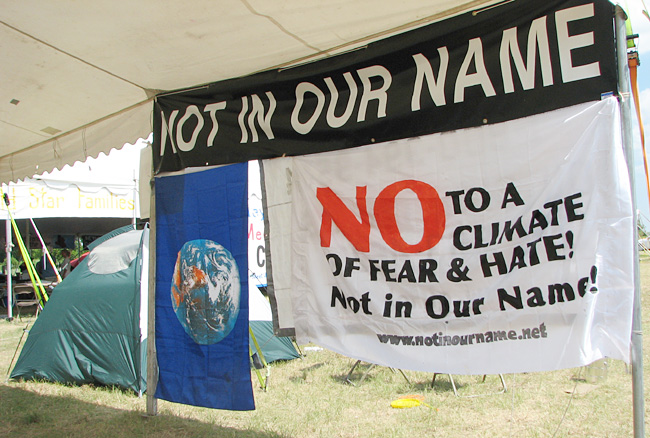 NOT IN OUR NAME
NO TO A
CLIMATE
OF FEAR & HATE!
Not in Our Name!
www.notinourname.net
Star Families
Me
C